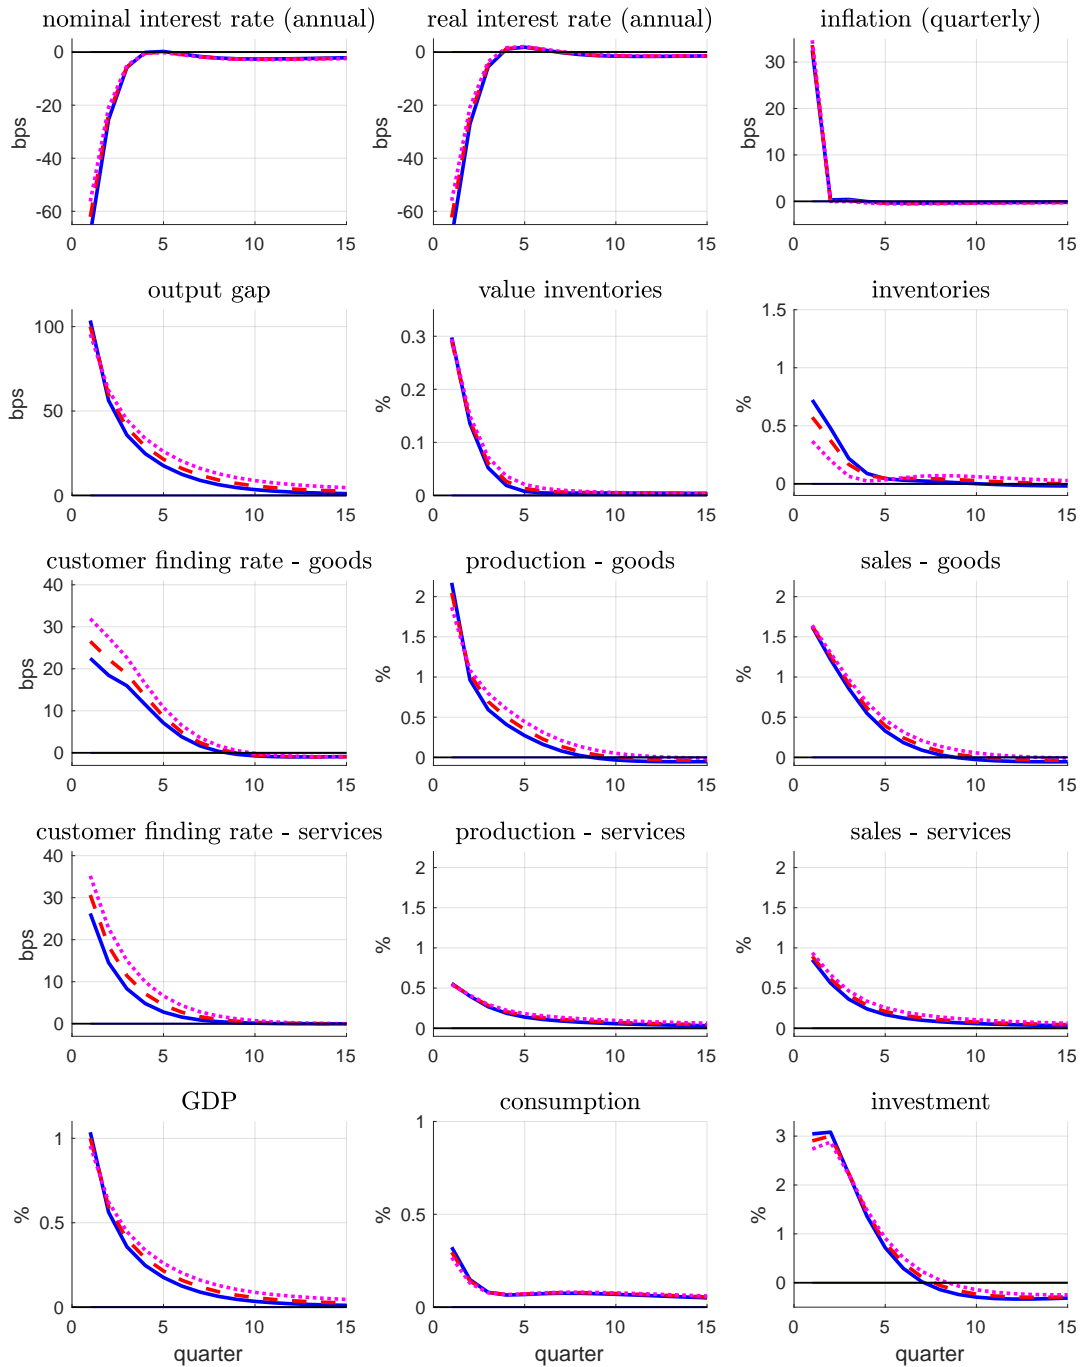 nominal interest rate (annual)
real interest rate (annual)
inflation (quarterly)
0
-20
-40
-60
bps
0 5 10 15
0
-20
-40
-60
bps
0 5 10 15
30
20
10
0
bps
0 5 10 15
output gap
value inventories
inventories
100
50
0
bps
0 5 10 15
0.3
0.2
0.1
0
%
0 5 10 15
1.5
1
0.5
0
%
0 5 10 15
customer finding rate - goods
production - goods
sales - goods
40
30
20
10
0
bps
0 5 10 15
2
1.5
1
0.5
0
%
0 5 10 15
2
1.5
1
0.5
0
%
0 5 10 15
customer finding rate - services
production - services
sales - services
40
30
20
10
0
bps
0 5 10 15
2
1.5
1
0.5
0
%
0 5 10 15
2
1.5
1
0.5
0
%
0 5 10 15
GDP
consumption
investment
1
0.5
0
%
0 5 10 15
quarter
1
0.5
0
%
0 5 10 15
quarter
3
2
1
0
%
0 5 10 15
quarter